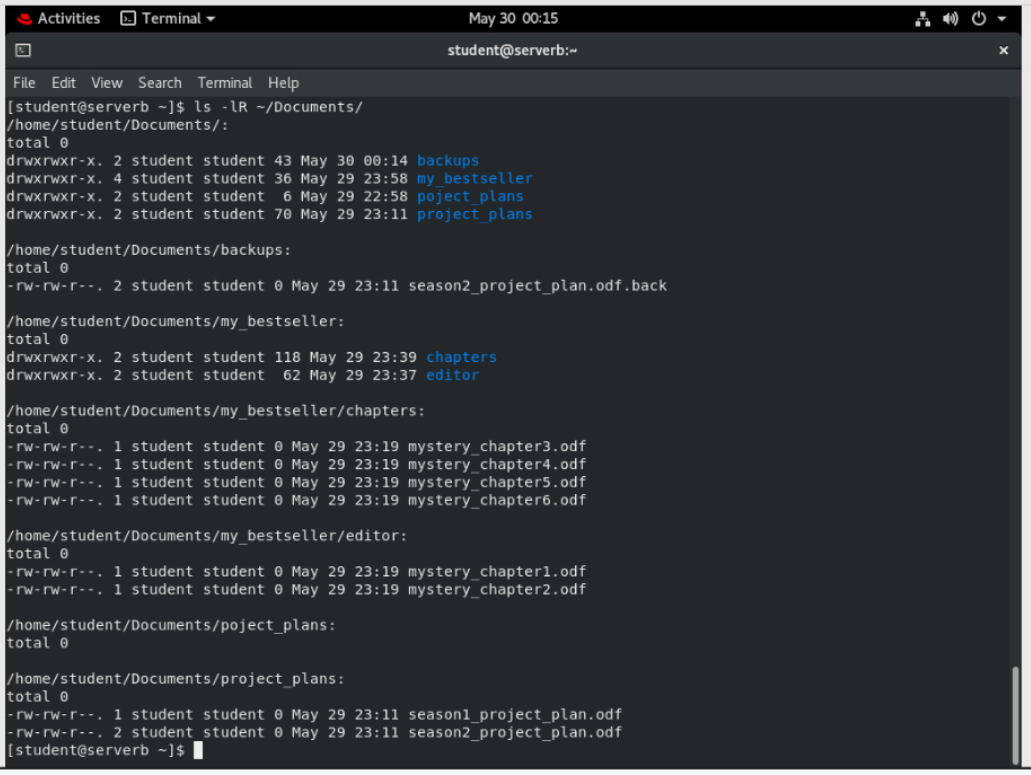 Activities Terminal May 30 00:15
student@serverb:~
File Edit View Search Terminal Help
[student@serverb ~]$ ls -lR ~/Documents/
/home/student/Documents/:
total 0
drwxrwxr-x. 2 student student 43 May 30 00:14 backups
drwxrwxr-x. 4 student student 36 May 29 23:58 my_bestseller
drwxrwxr-x. 2 student student  6 May 29 22:58 poject_plans
drwxrwxr-x. 2 student student 70 May 29 23:11 project_plans
/home/student/Documents/backups:
total 0
-rw-rw-r--. 2 student student 0 May 29 23:11 season2_project_plan.odf.back
/home/student/Documents/my_bestseller:
total 0
drwxrwxr-x. 2 student student 118 May 29 23:39 chapters
drwxrwxr-x. 2 student student  62 May 29 23:37 editor
/home/student/Documents/my_bestseller/chapters:
total 0
-rw-rw-r--. 1 student student 0 May 29 23:19 mystery_chapter3.odf
-rw-rw-r--. 1 student student 0 May 29 23:19 mystery_chapter4.odf
-rw-rw-r--. 1 student student 0 May 29 23:19 mystery_chapter5.odf
-rw-rw-r--. 1 student student 0 May 29 23:19 mystery_chapter6.odf
/home/student/Documents/my_bestseller/editor:
total 0
-rw-rw-r--. 1 student student 0 May 29 23:19 mystery_chapter1.odf
-rw-rw-r--. 1 student student 0 May 29 23:19 mystery_chapter2.odf
/home/student/Documents/poject_plans:
total 0
/home/student/Documents/project_plans:
total 0
-rw-rw-r--. 1 student student 0 May 29 23:11 season1_project_plan.odf
-rw-rw-r--. 2 student student 0 May 29 23:11 season2_project_plan.odf
[student@serverb ~]$